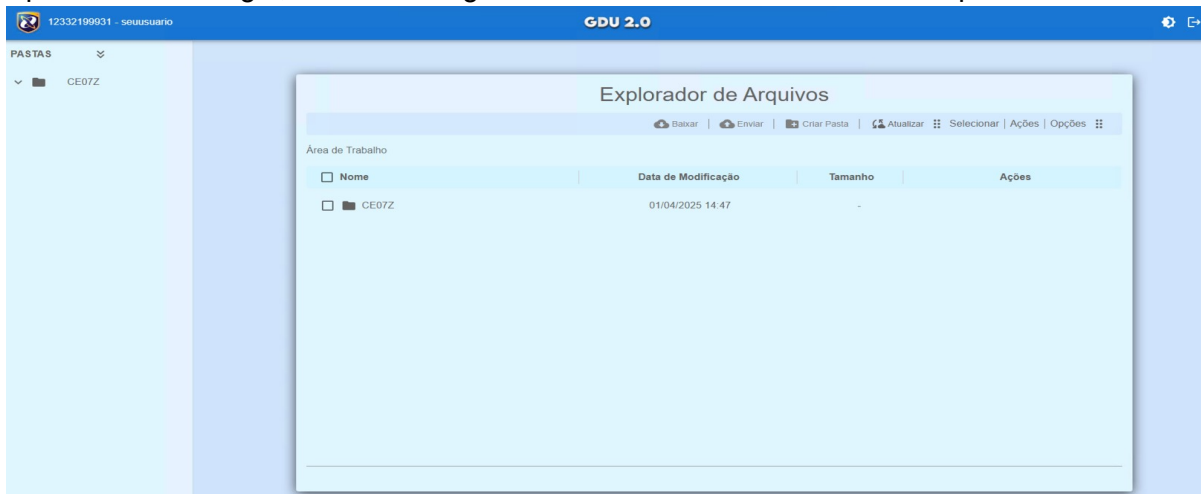 12332199931 - seuusuario
GDU 2.0
PASTAS
CE07Z
Explorador de Arquivos
Baixar | Enviar | Criar Pasta | Atualizar Selecionar | Ações | Opções
Área de Trabalho
Nome Data de Modificação Tamanho Ações
CE07Z 01/04/2025 14:47 -